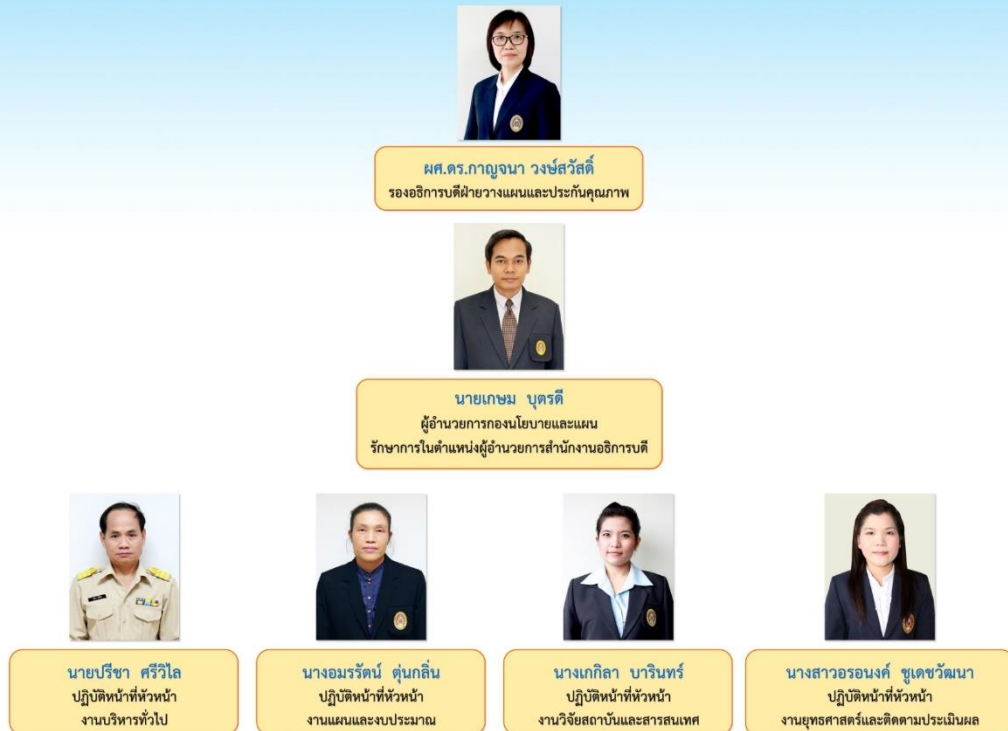 ผศ.ดร.กาญจนา วงษ์สวัสดิ์
รองอธิการบดีฝ่ายวางแผนและประกันคุณภาพ
นายเกษม บุตรดี
ผู้อำนวยการกองนโยบายและแผน
รักษาการในตำแหน่งผู้อำนวยการสำนักงานอธิการบดี
นายปรีชา ศรีวิไล
ปฏิบัติหน้าที่หัวหน้า
งานบริหารทั่วไป
นางอมรรัตน์ ตุ่นกลิ่น
ปฏิบัติหน้าที่หัวหน้า
งานแผนและงบประมาณ
นางเกกิลา บารินทร์
ปฏิบัติหน้าที่หัวหน้า
งานวิจัยสถาบันและสารสนเทศ
นางสาวอรอนงค์ ชูเดชวัฒนา
ปฏิบัติหน้าที่หัวหน้า
งานยุทธศาสตร์และติดตามประเมินผล